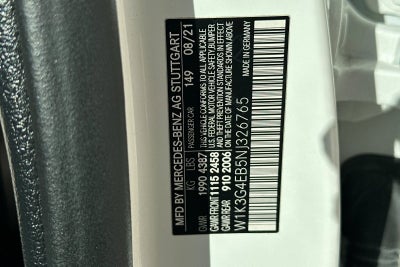 MFD BY MERCEDES-BENZ AG STUTTGART
PASSENGER CAR 149 08/21
KG LBS THIS VEHICLE CONFORMS TO ALL APPLICABLE
GVWR 1990 4387 U.S. FEDERAL MOTOR VEHICLE SAFETY, BUMPER
GAWR FRONT 1115 2458 AND THEFT PREVENTION STANDARDS IN EFFECT
GAWR REAR 910 2006 ON THE DATE OF MANUFACTURE SHOWN ABOVE
W1K3G4EB5NJ326765 MADE IN GERMANY